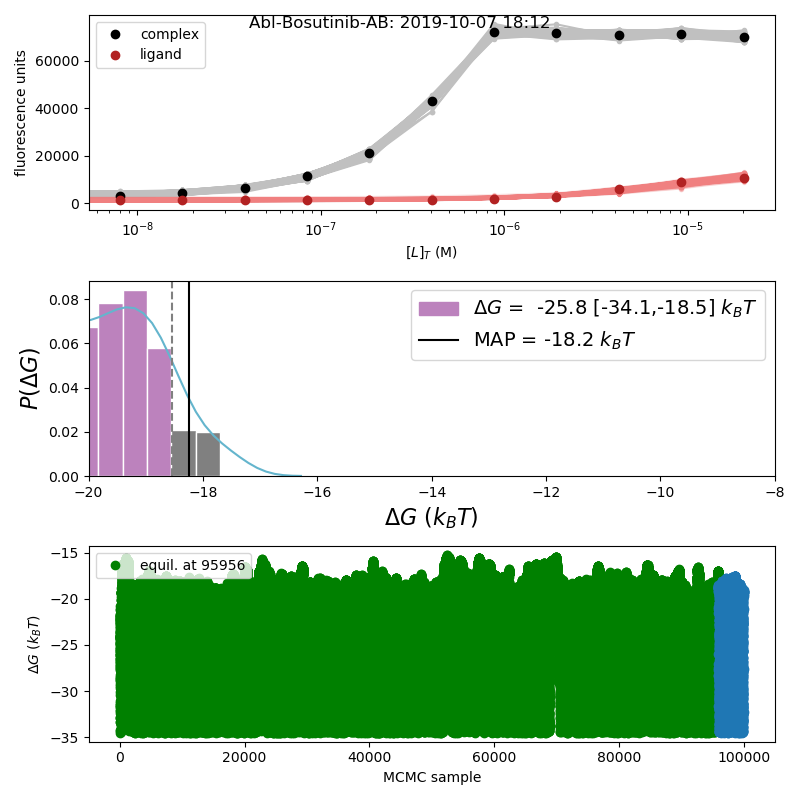 Abl-Bosutinib-AB: 2019-10-07 18:12
complex
ligand
fluorescence units
60000
40000
20000
0
10⁻⁸ 10⁻⁷ 10⁻⁶ 10⁻⁵
[L]T (M)
ΔG = -25.8 [-34.1,-18.5] kBT
MAP = -18.2 kBT
P(ΔG)
0.08
0.06
0.04
0.02
0.00
−20 −18 −16 −14 −12 −10 −8
ΔG (kBT)
equil. at 95956
ΔG (kBT)
−15
−20
−25
−30
−35
0 20000 40000 60000 80000 100000
MCMC sample